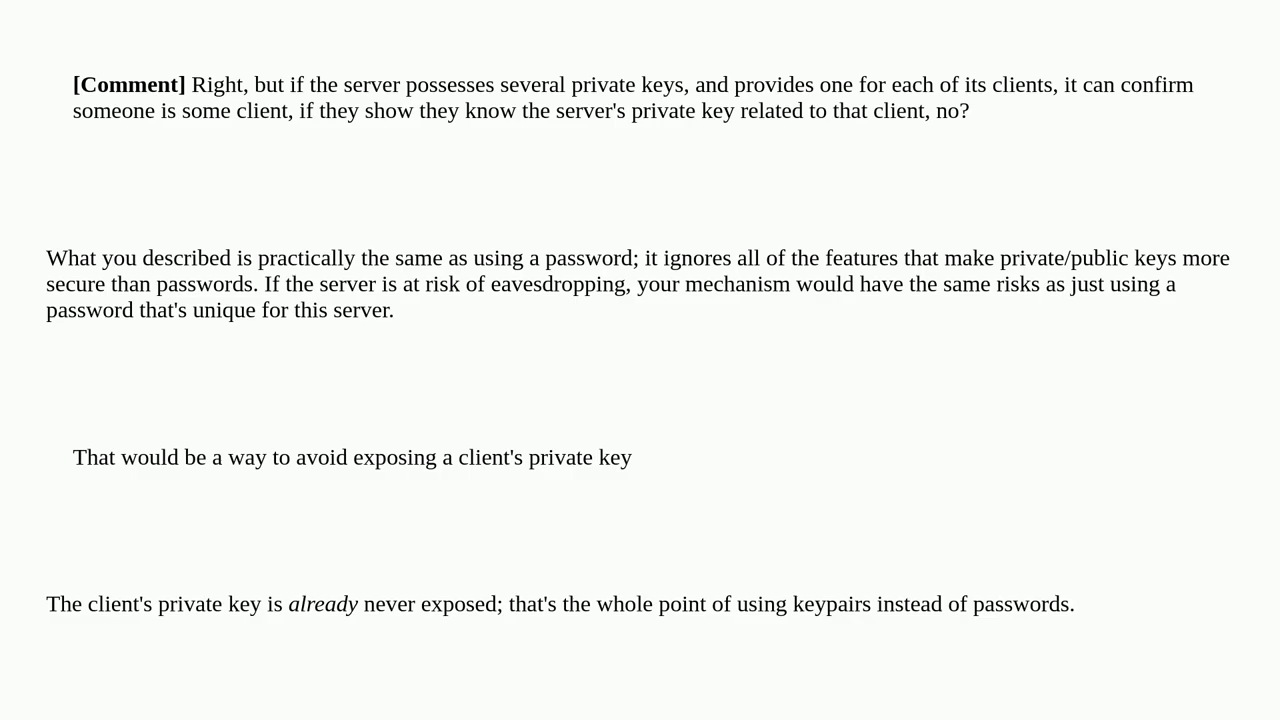 [Comment] Right, but if the server possesses several private keys, and provides one for each of its clients, it can confirm
someone is some client, if they show they know the server's private key related to that client, no?
What you described is practically the same as using a password; it ignores all of the features that make private/public keys more
secure than passwords. If the server is at risk of eavesdropping, your mechanism would have the same risks as just using a
password that's unique for this server.
That would be a way to avoid exposing a client's private key
The client's private key is already never exposed; that's the whole point of using keypairs instead of passwords.